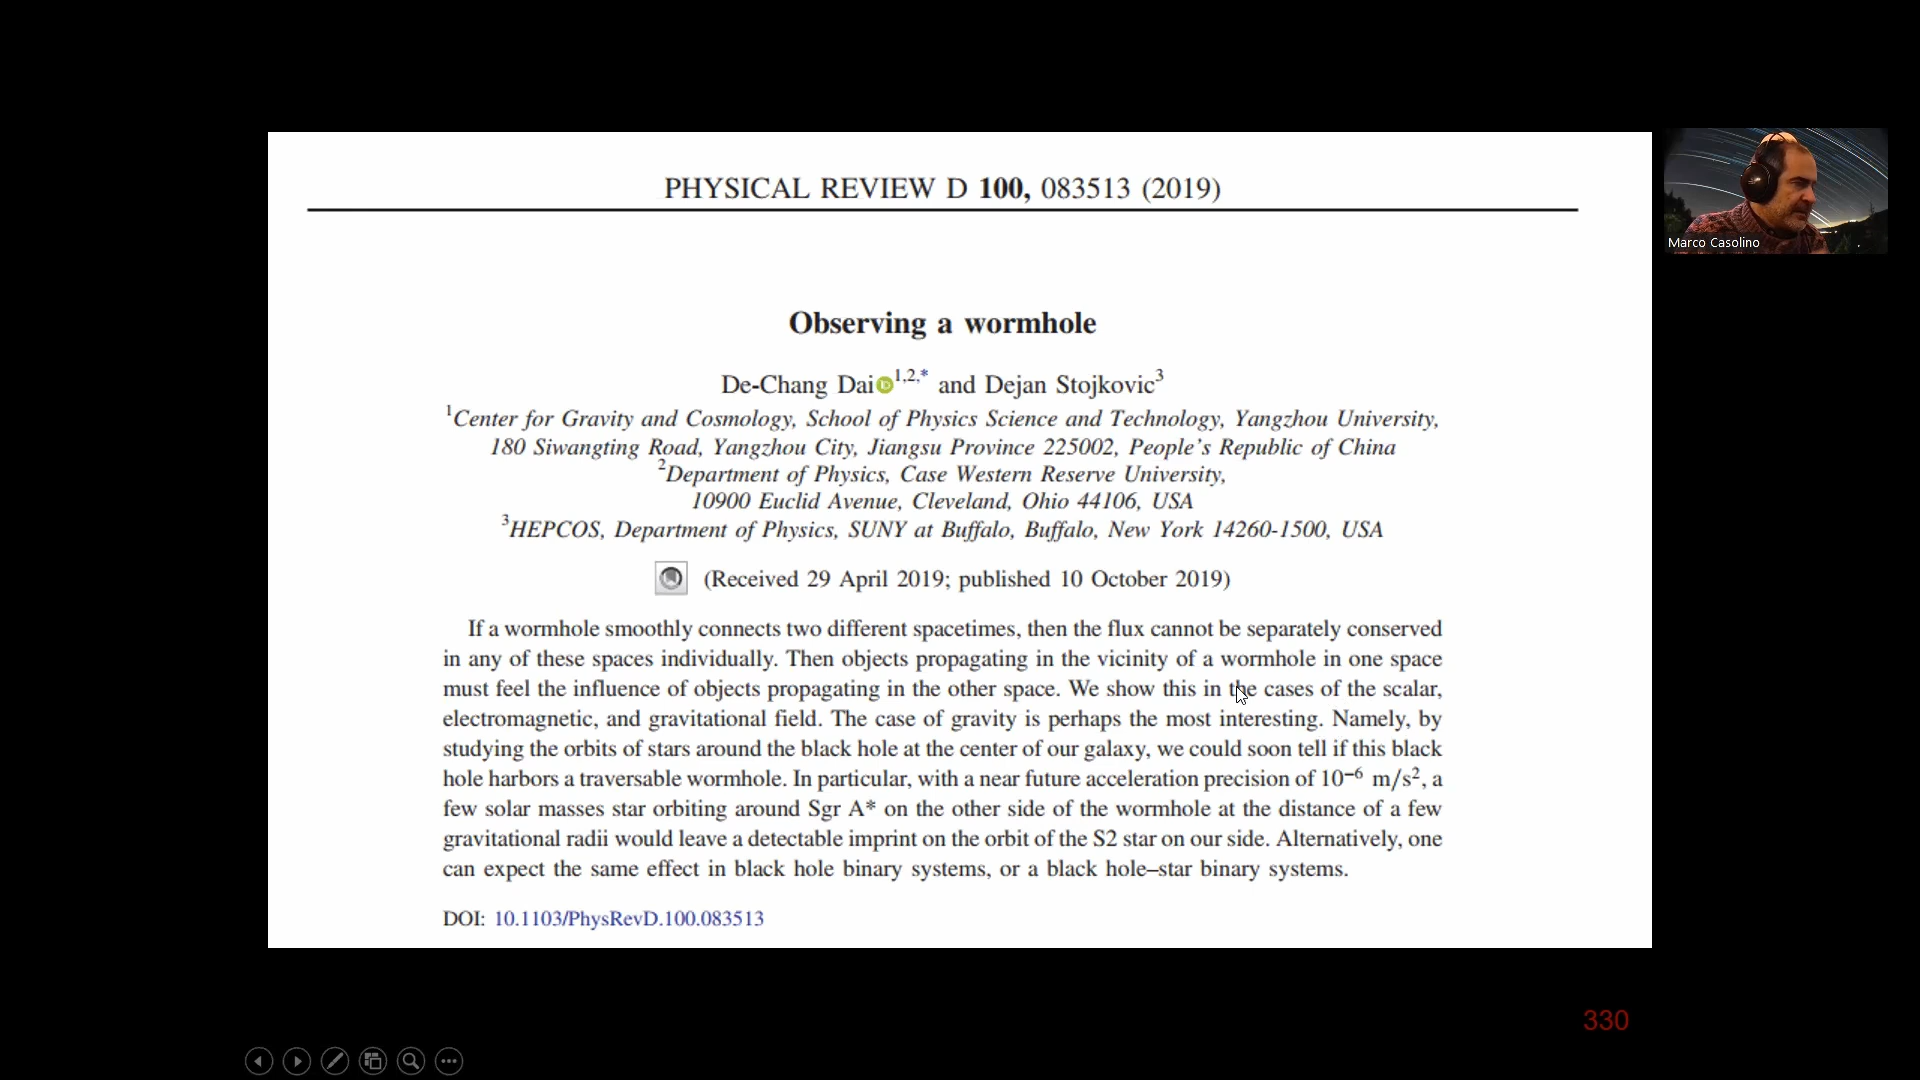 PHYSICAL REVIEW D 100, 083513 (2019)
Observing a wormhole
De-Chang Dai 1,2,* and Dejan Stojkovic3
1Center for Gravity and Cosmology, School of Physics Science and Technology, Yangzhou University,
180 Siwangting Road, Yangzhou City, Jiangsu Province 225002, People's Republic of China
2Department of Physics, Case Western Reserve University,
10900 Euclid Avenue, Cleveland, Ohio 44106, USA
3HEPCOS, Department of Physics, SUNY at Buffalo, Buffalo, New York 14260-1500, USA
(Received 29 April 2019; published 10 October 2019)
If a wormhole smoothly connects two different spacetimes, then the flux cannot be separately conserved
in any of these spaces individually. Then objects propagating in the vicinity of a wormhole in one space
must feel the influence of objects propagating in the other space. We show this in the cases of the scalar,
electromagnetic, and gravitational field. The case of gravity is perhaps the most interesting. Namely, by
studying the orbits of stars around the black hole at the center of our galaxy, we could soon tell if this black
hole harbors a traversable wormhole. In particular, with a near future acceleration precision of 10−6 m/s2, a
few solar masses star orbiting around Sgr A* on the other side of the wormhole at the distance of a few
gravitational radii would leave a detectable imprint on the orbit of the S2 star on our side. Alternatively, one
can expect the same effect in black hole binary systems, or a black hole–star binary systems.
DOI: 10.1103/PhysRevD.100.083513
Marco Casolino
330